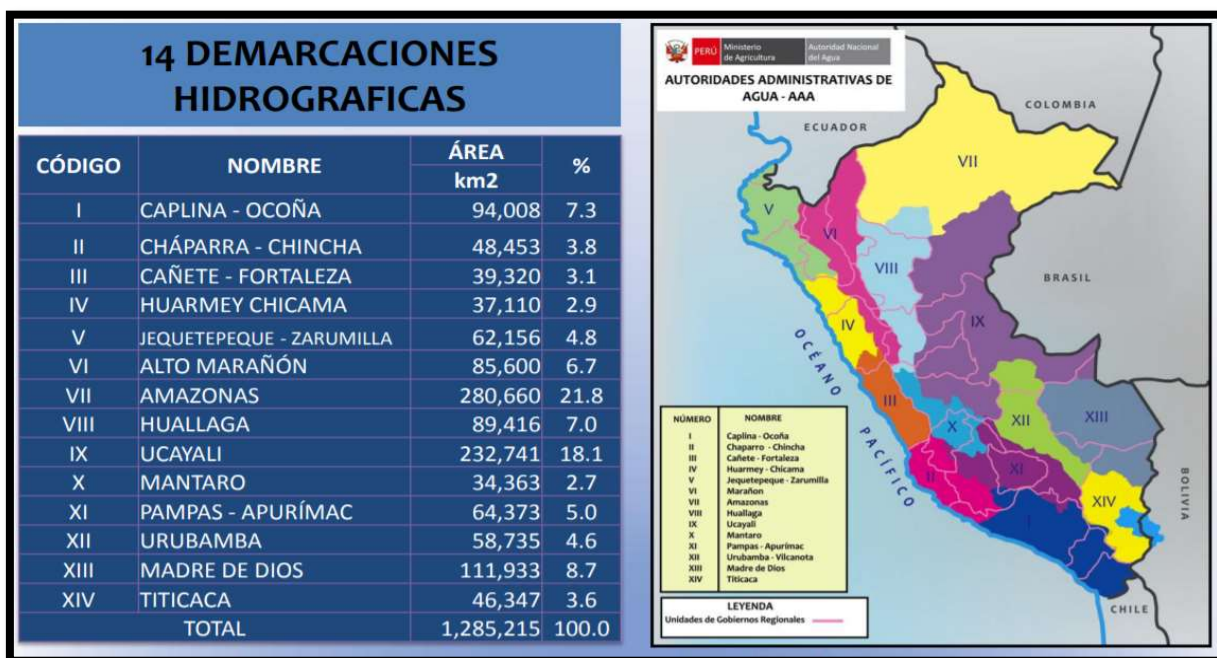 14 DEMARCACIONES
HIDROGRAFICAS
CÓDIGO NOMBRE ÁREA km2 %
I CAPLINA - OCOÑA 94,008 7.3
II CHÁPARRA - CHINCHA 48,453 3.8
III CAÑETE - FORTALEZA 39,320 3.1
IV HUARMEY CHICAMA 37,110 2.9
V JEQUETEPEQUE - ZARUMILLA 62,156 4.8
VI ALTO MARAÑÓN 85,600 6.7
VII AMAZONAS 280,660 21.8
VIII HUALLAGA 89,416 7.0
IX UCAYALI 232,741 18.1
X MANTARO 34,363 2.7
XI PAMPAS - APURÍMAC 64,373 5.0
XII URUBAMBA 58,735 4.6
XIII MADRE DE DIOS 111,933 8.7
XIV TITICACA 46,347 3.6
TOTAL 1,285,215 100.0
PERÚ Ministerio de Agricultura Autoridad Nacional del Agua
AUTORIDADES ADMINISTRATIVAS DE
AGUA - AAA
COLOMBIA
ECUADOR
VII
V
VI
VIII
BRASIL
IX
IV
OCÉANO PACÍFICO
III
XII
XIII
X
XI
II
XIV
I
BOLIVIA
CHILE
NÚMERO NOMBRE
I Caplina - Ocoña
II Chaparro - Chincha
III Cañete - Fortaleza
IV Huarmey - Chicama
V Jequetepeque - Zarumilla
VI Marañon
VII Amazonas
VIII Huallaga
IX Ucayali
X Mantaro
XI Pampas - Apurímac
XII Urubamba - Vilcanota
XIII Madre de Dios
XIV Titicaca
LEYENDA
Unidades de Gobiernos Regionales